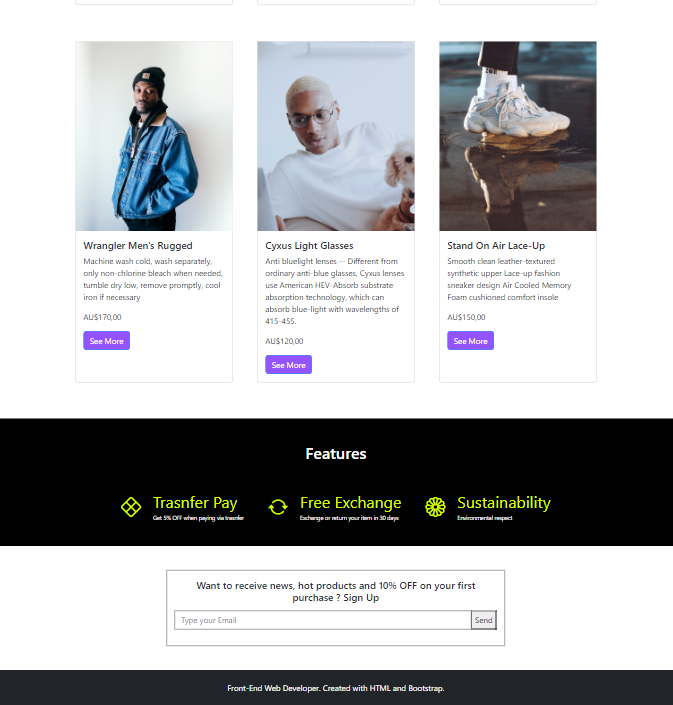 Wrangler Men's Rugged
Machine wash cold, wash separately,
only non-chlorine bleach when needed,
tumble dry low, remove promptly, cool
iron if necessary
AU$170,00
See More
Cyxus Light Glasses
Anti bluelight lenses -- Different from
ordinary anti-blue glasses, Cyxus lenses
use American HEV-Absorb substrate
absorption technology, which can
absorb blue-light with wavelengths of
415-455.
AU$120,00
See More
Stand On Air Lace-Up
Smooth clean leather-textured
synthetic upper Lace-up fashion
sneaker design Air Cooled Memory
Foam cushioned comfort insole
AU$150,00
See More
Features
Trasnfer Pay
Get 5% OFF when paying via trasnfer
Free Exchange
Exchange or return your item in 30 days
Sustainability
Environmental respect
Want to receive news, hot products and 10% OFF on your first
purchase ? Sign Up
Type your Email
Send
Front-End Web Developer. Created with HTML and Bootstrap.